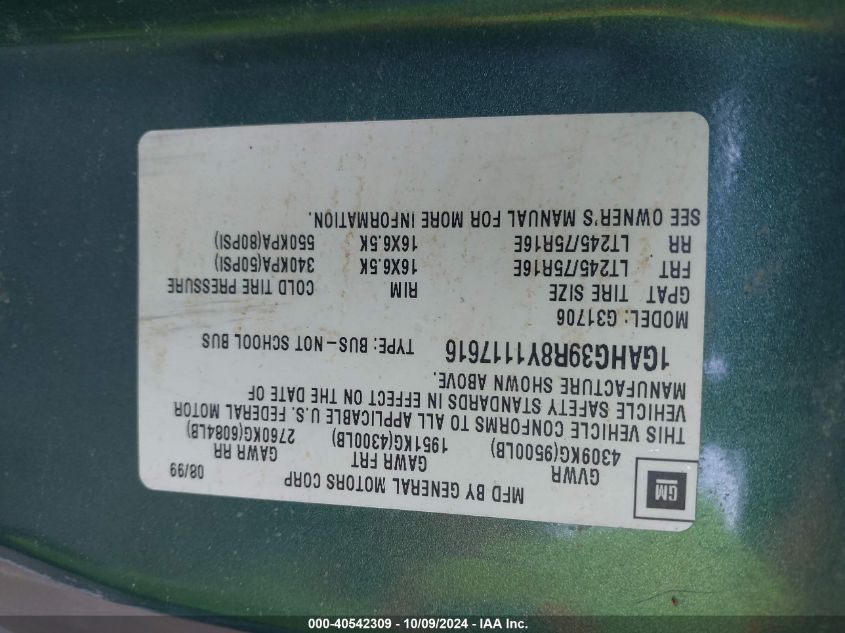 GM
MFD BY GENERAL MOTORS CORP 08/99
GVWR GAWR FRT GAWR RR
4309KG(9500LB) 1951KG(4300LB) 2760KG(6084LB)
THIS VEHICLE CONFORMS TO ALL APPLICABLE U.S. FEDERAL MOTOR
VEHICLE SAFETY STANDARDS IN EFFECT ON THE DATE OF
MANUFACTURE SHOWN ABOVE.
1GAHG39R8Y1117616 TYPE: BUS-NOT SCHOOL BUS
MODEL: G31706
GPAT TIRE SIZE RIM COLD TIRE PRESSURE
FRT LT245/75R16E 16X6.5K 340KPA(50PSI)
RR LT245/75R16E 16X6.5K 550KPA(80PSI)
SEE OWNER'S MANUAL FOR MORE INFORMATION.
000-40542309 - 10/09/2024 - IAA Inc.